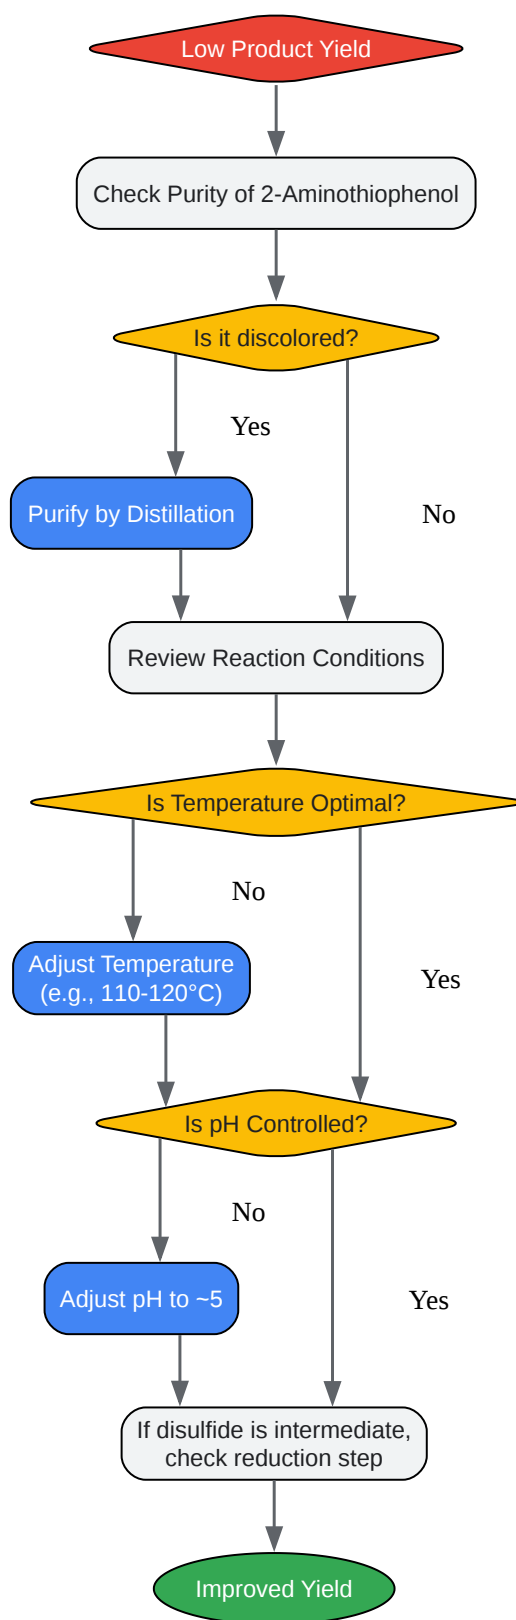 Low Product Yield
Check Purity of 2-Aminothiophenol
Is it discolored?
Yes
Purify by Distillation
No
Review Reaction Conditions
Is Temperature Optimal?
No
Adjust Temperature
(e.g., 110-120°C)
Yes
Is pH Controlled?
No
Adjust pH to ~5
Yes
If disulfide is intermediate,
check reduction step
Improved Yield